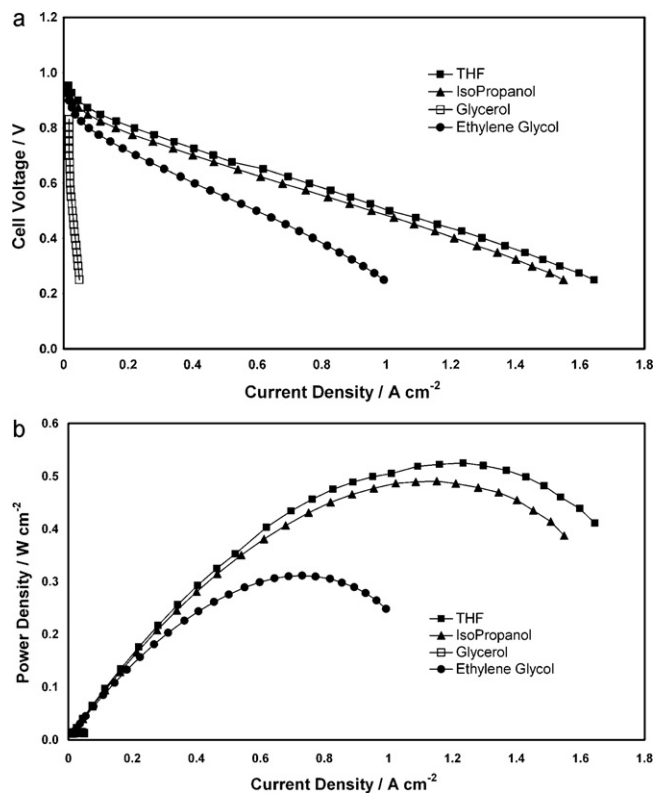 a
1.2
1.0
0.8
0.6
0.4
0.2
0.0
Cell Voltage / V
THF
IsoPropanol
Glycerol
Ethylene Glycol
0 0.2 0.4 0.6 0.8 1 1.2 1.4 1.6 1.8
Current Density / A cm⁻²
b
0.6
0.5
0.4
0.3
0.2
0.1
0.0
Power Density / W cm⁻²
THF
IsoPropanol
Glycerol
Ethylene Glycol
0 0.2 0.4 0.6 0.8 1 1.2 1.4 1.6 1.8
Current Density / A cm⁻²